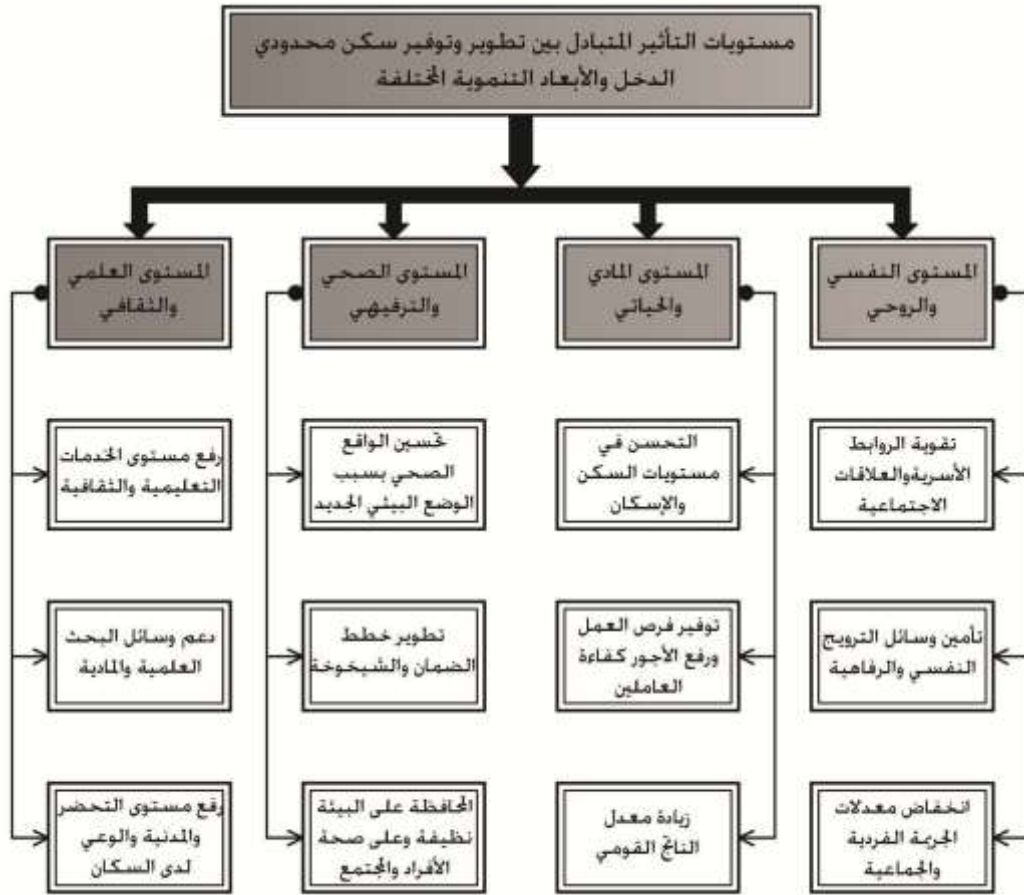 مستويات التأثير المتبادل بين تطوير وتوفير سكن محدودي
الدخل والأبعاد التنموية المختلفة
المستوى النفسي
والروحي
المستوى المادي
والحياتي
المستوى الصحي
والترفيهي
المستوى العلمي
والثقافي
تقوية الروابط
الأسريةوالعلاقات
الاجتماعية
التحسن في
مستويات السكن
والإسكان
تحسين الواقع
الصحي بسبب
الوضع البيئي الجديد
رفع مستوى الخدمات
التعليمية والثقافية
تأمين وسائل الترويج
النفسي والرفاهية
توفير فرص العمل
ورفع الأجور كفاءة
العاملين
تطوير خطط
الضمان والشيخوخة
دعم وسائل البحث
العلمية والمادية
انخفاض معدلات
الجريمة الفردية
والجماعية
زيادة معدل
الناتج القومي
المحافظة على البيئة
نظيفة وعلى صحة
الأفراد والمجتمع
رفع مستوى التحضر
والمدنية والوعي
لدى السكان